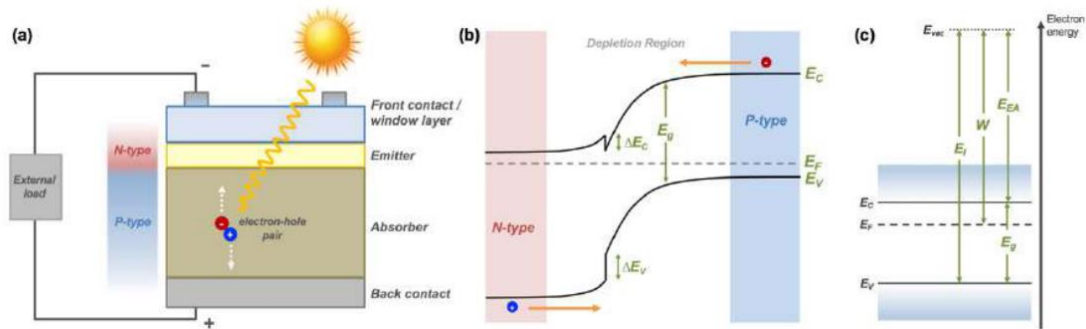 (a)
−
Front contact /
window layer
N-type
Emitter
External
load
P-type
−
electron-hole
pair
+
Absorber
Back contact
+
(b)
Depletion Region
−
E_C
ΔE_C
E_g
P-type
E_F
E_V
N-type
ΔE_V
+
(c)
Electron
energy
E_vac
E_EA
W
E_I
E_C
E_F
E_g
E_V